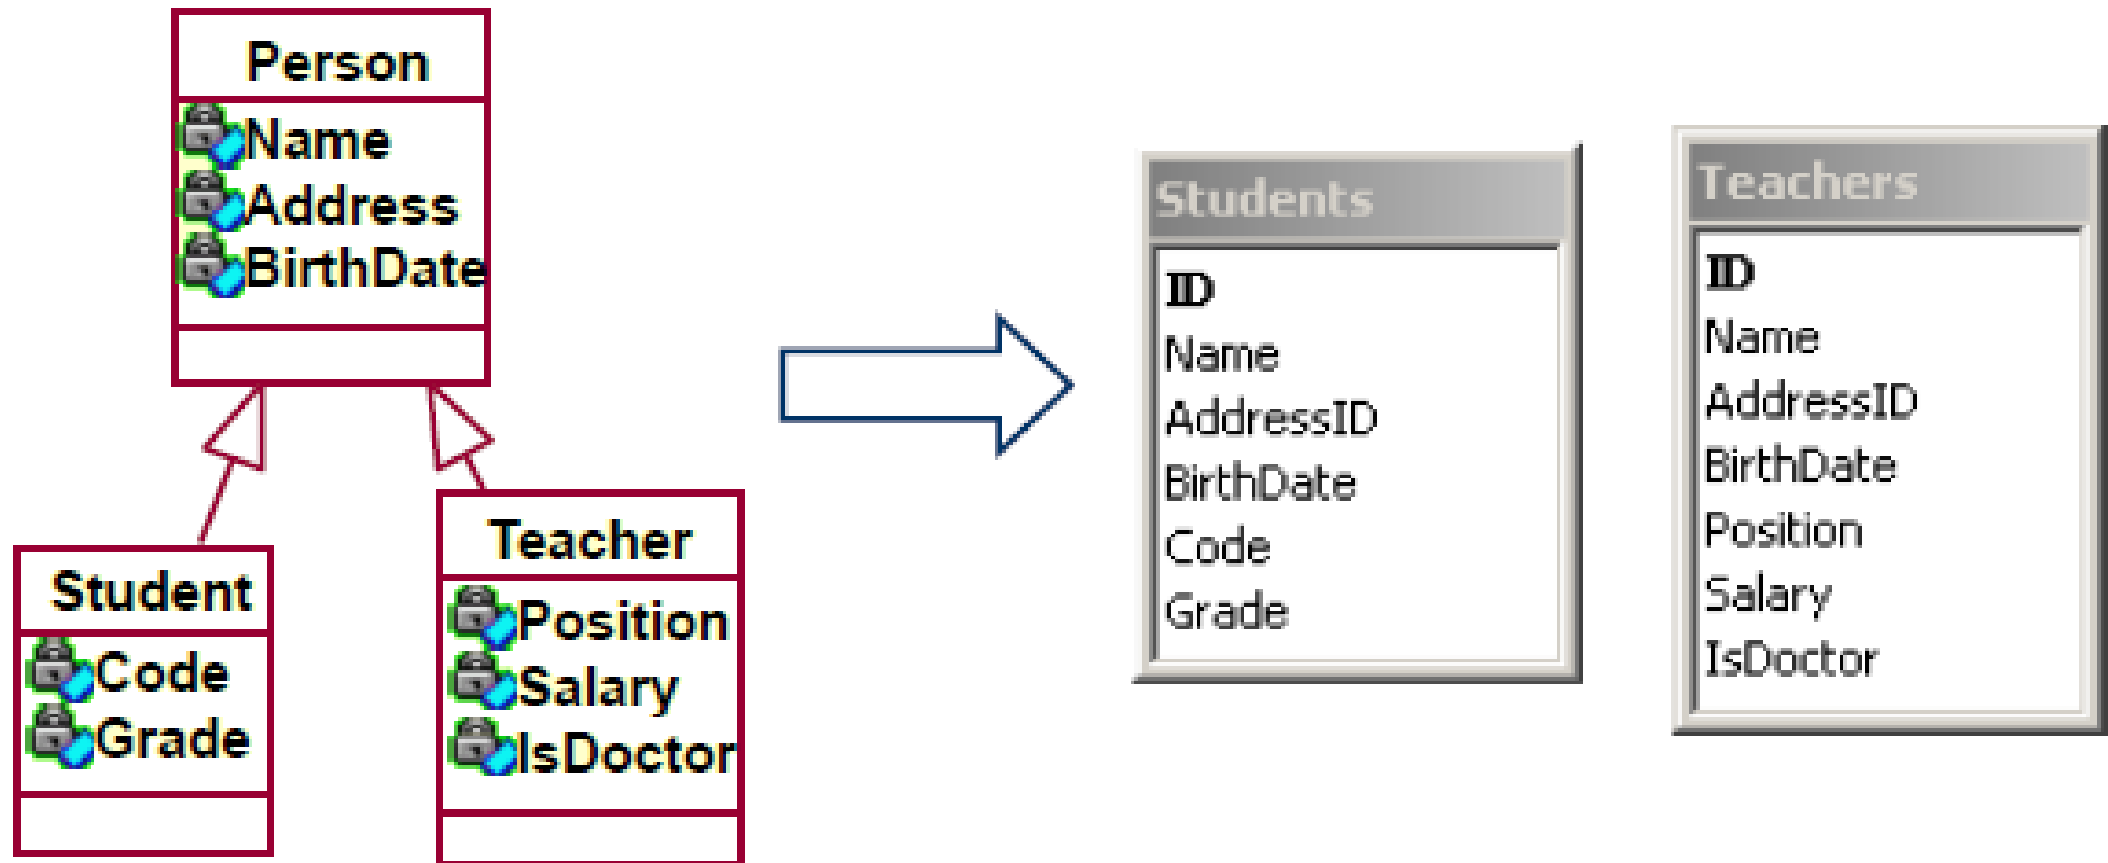 Person
Name
Address
BirthDate
Student
Code
Grade
Teacher
Position
Salary
IsDoctor
Students
ID
Name
AddressID
BirthDate
Code
Grade
Teachers
ID
Name
AddressID
BirthDate
Position
Salary
IsDoctor